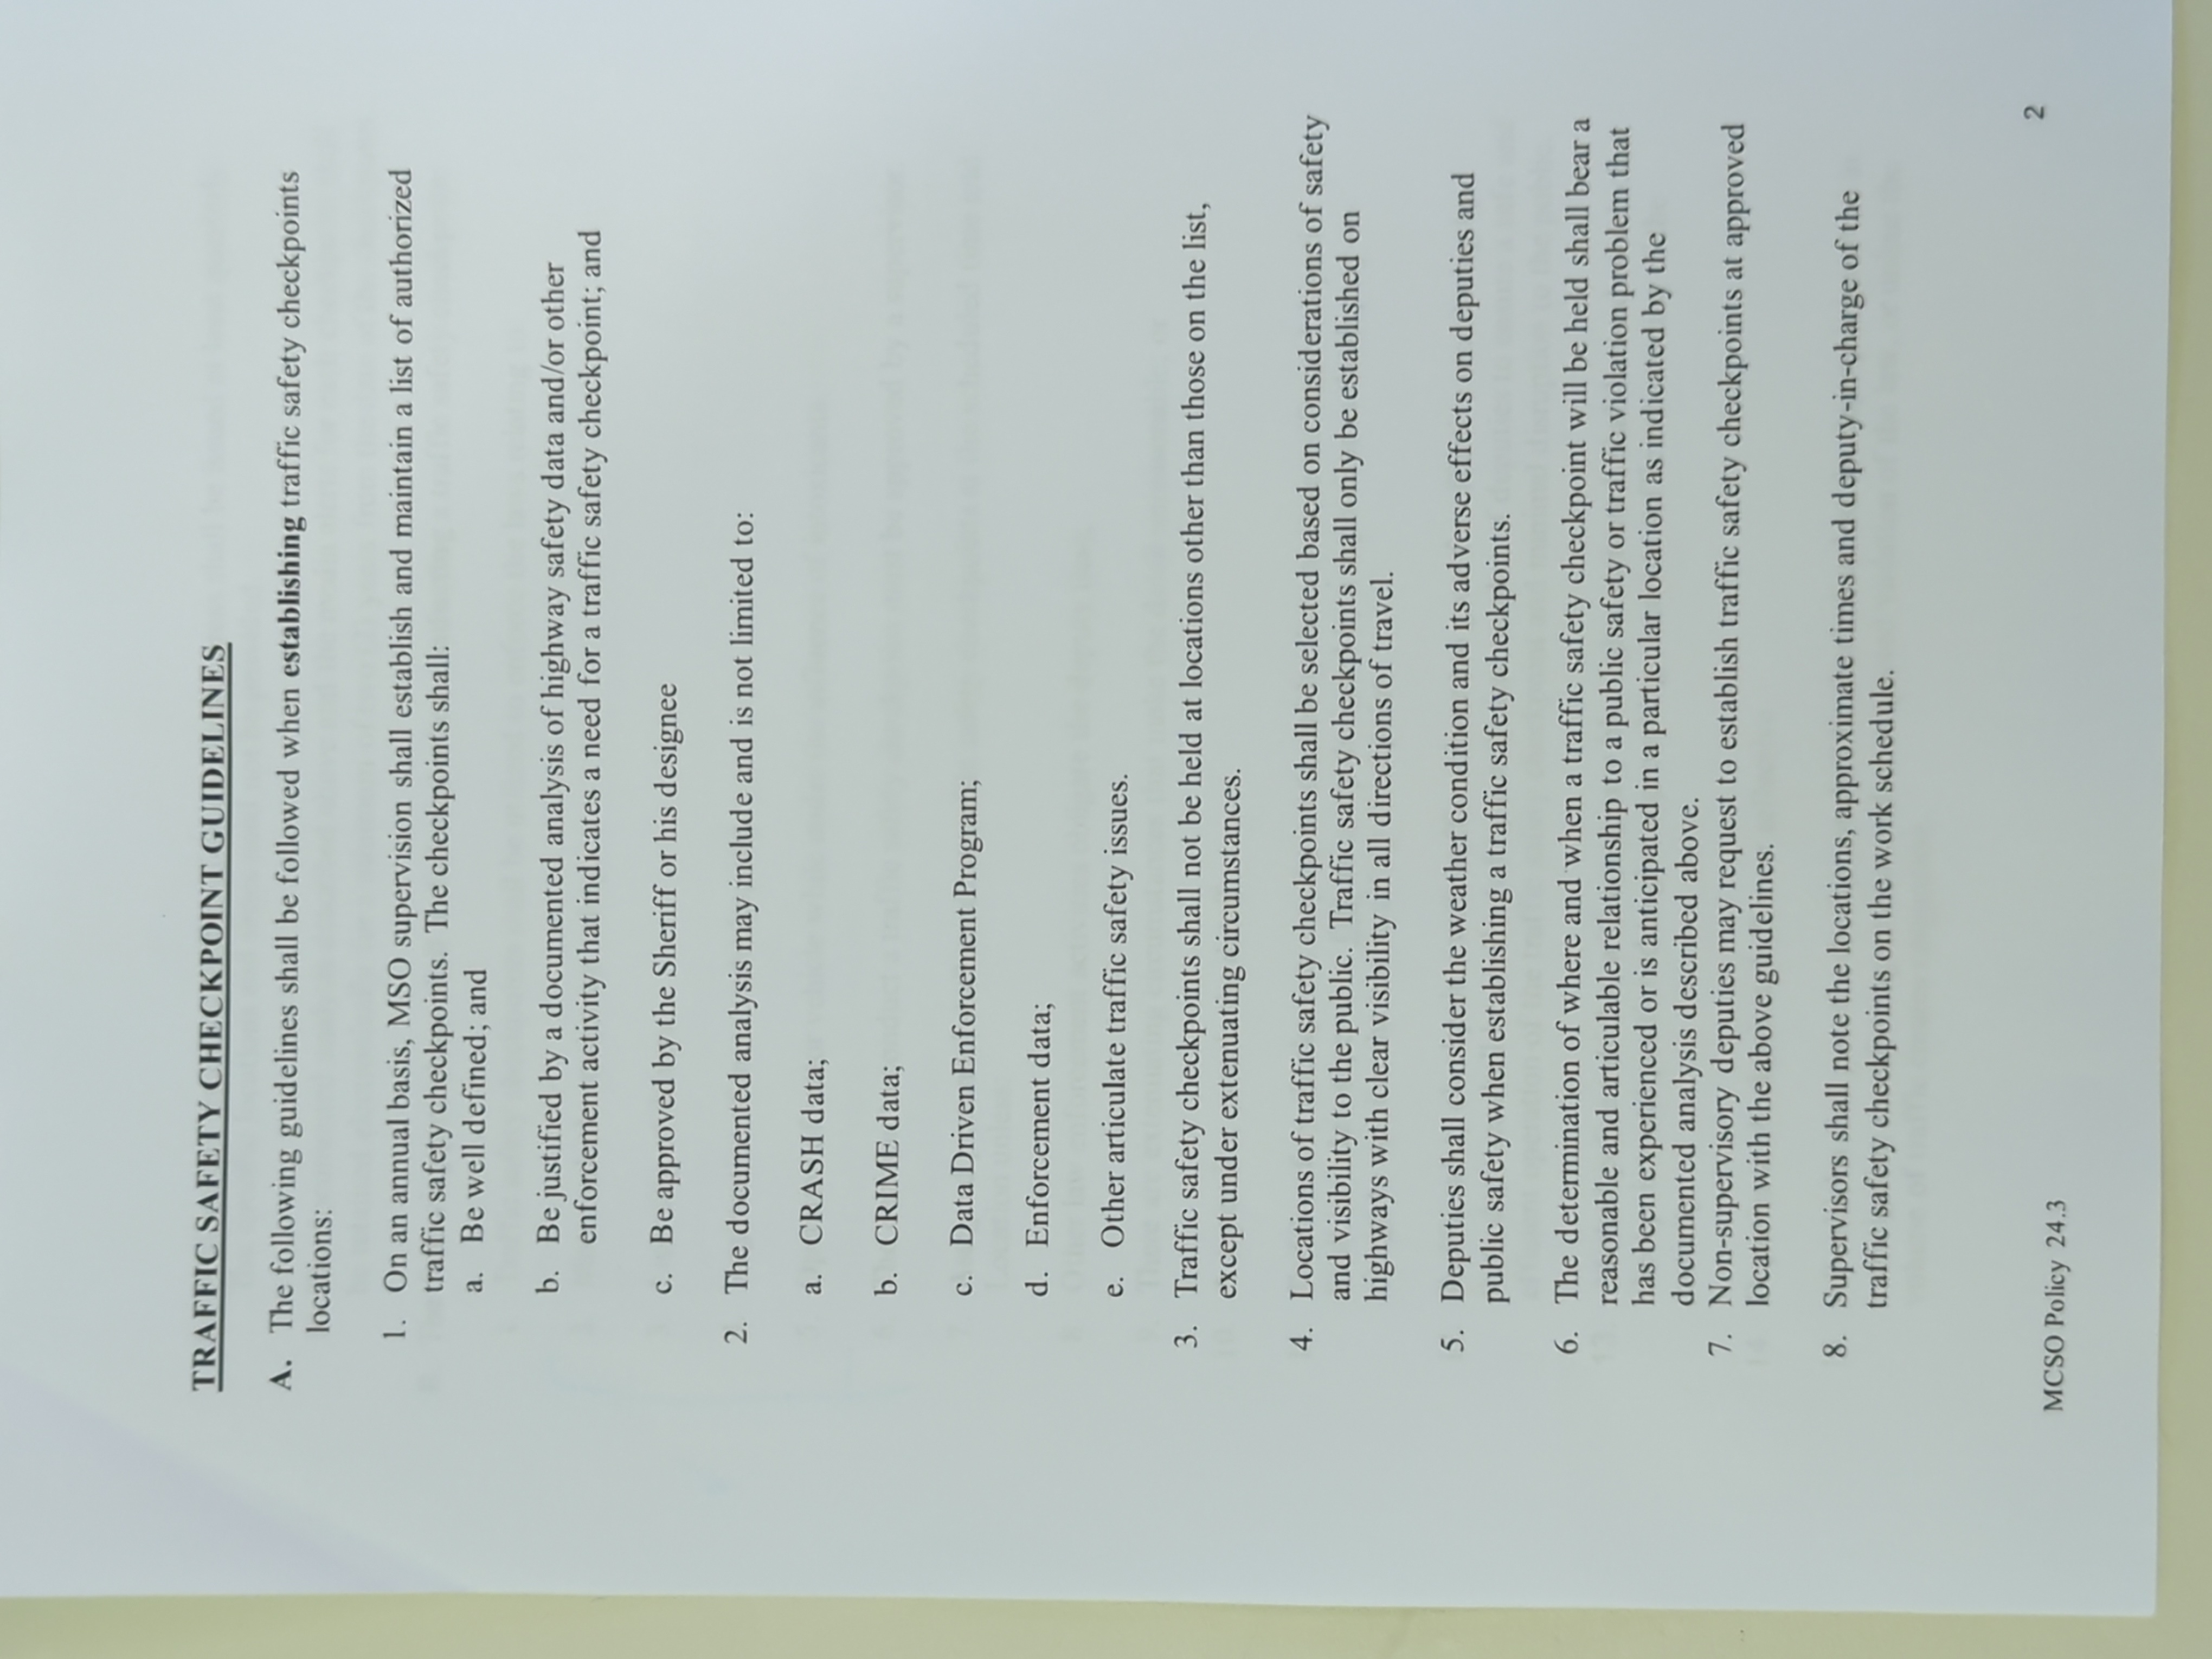 TRAFFIC SAFETY CHECKPOINT GUIDELINES
A. The following guidelines shall be followed when establishing traffic safety checkpoints
locations:
1. On an annual basis, MSO supervision shall establish and maintain a list of authorized
traffic safety checkpoints. The checkpoints shall:
a. Be well defined; and
b. Be justified by a documented analysis of highway safety data and/or other
enforcement activity that indicates a need for a traffic safety checkpoint; and
c. Be approved by the Sheriff or his designee
2. The documented analysis may include and is not limited to:
a. CRASH data;
b. CRIME data;
c. Data Driven Enforcement Program;
d. Enforcement data;
e. Other articulate traffic safety issues.
3. Traffic safety checkpoints shall not be held at locations other than those on the list,
except under extenuating circumstances.
4. Locations of traffic safety checkpoints shall be selected based on considerations of safety
and visibility to the public. Traffic safety checkpoints shall only be established on
highways with clear visibility in all directions of travel.
5. Deputies shall consider the weather condition and its adverse effects on deputies and
public safety when establishing a traffic safety checkpoints.
6. The determination of where and when a traffic safety checkpoint will be held shall bear a
reasonable and articulable relationship to a public safety or traffic violation problem that
has been experienced or is anticipated in a particular location as indicated by the
documented analysis described above.
7. Non-supervisory deputies may request to establish traffic safety checkpoints at approved
location with the above guidelines.
8. Supervisors shall note the locations, approximate times and deputy-in-charge of the
traffic safety checkpoints on the work schedule.
2
MCSO Policy 24.3